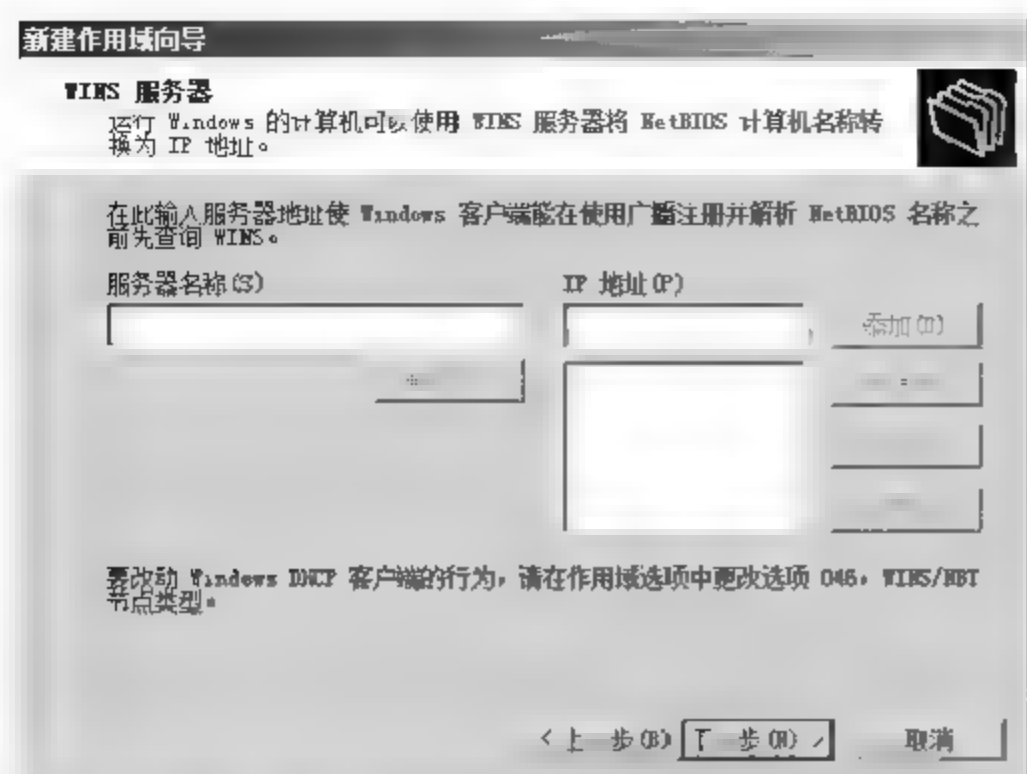 新建作用域向导
WINS 服务器
运行 Windows 的计算机可以使用 WINS 服务器将 NetBIOS 计算机名称转
换为 IP 地址。
在此输入服务器地址使 Windows 客户端能在使用广播注册并解析 NetBIOS 名称之
前先查询 WINS。
服务器名称(S)
IP 地址(P)
添加(D)
要改动 Windows DHCP 客户端的行为，请在作用域选项中更改选项 046，WINS/NBT
节点类型。
< 上一步(B)
下一步(N) >
取消